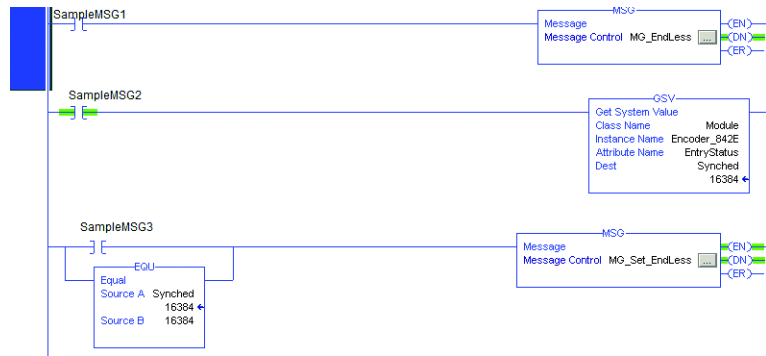 SampleMSG1
MSG
Message
Message Control MG_EndLess ...
(EN)
(DN)
(ER)
SampleMSG2
GSV
Get System Value
Class Name Module
Instance Name Encoder_842E
Attribute Name EntryStatus
Dest Synched
16384
SampleMSG3
EQU
Equal
Source A Synched
16384
Source B 16384
MSG
Message
Message Control MG_Set_EndLess ...
(EN)
(DN)
(ER)